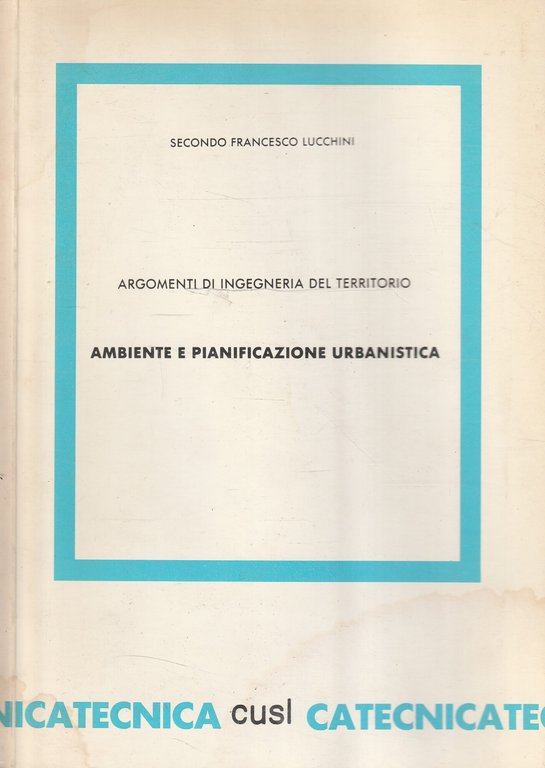 SECONDO FRANCESCO LUCCHINI
ARGOMENTI DI INGEGNERIA DEL TERRITORIO
AMBIENTE E PIANIFICAZIONE URBANISTICA
NICATECNICA cusl CATECNICATEC